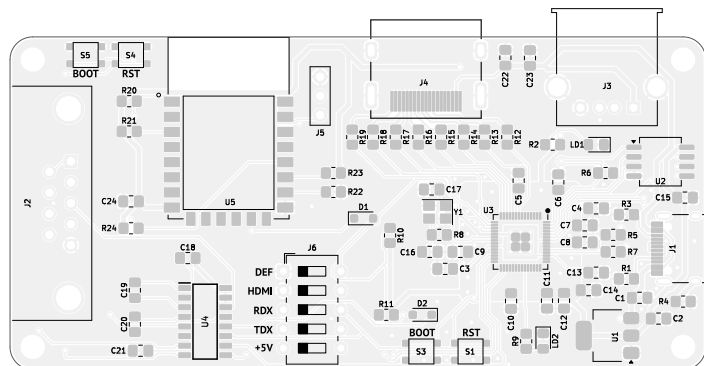 S5
S4
BOOT
RST
R20
R21
J2
C24
R24
U5
J5
J4
C22
C23
J3
R19
R18
R17
R16
R15
R14
R13
R12
R2
LD1
R23
R22
C17
C5
C6
R6
U2
D1
Y1
U3
C15
R10
R8
C4
R3
C7
R5
C8
R7
J1
C18
J6
C16
C9
C3
C13
R1
DEF
HDMI
RDX
TDX
+5V
C19
C20
U4
C21
C11
C14
C10
C12
C1
R4
C2
R11
D2
BOOT
RST
S3
S1
R9
LD2
U1